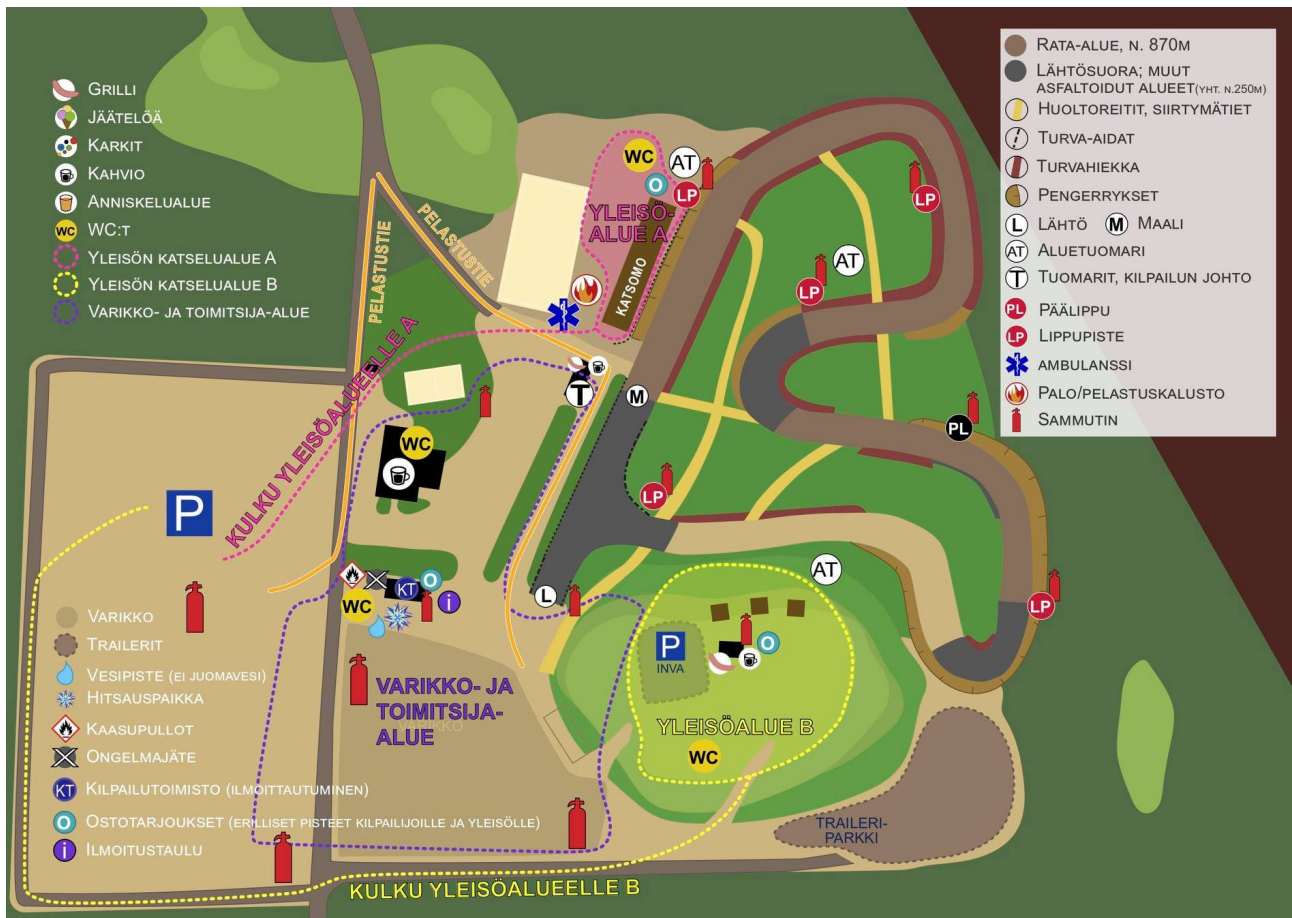 GRILLI
JÄÄTELÖÄ
KARKIT
KAHVIO
ANNISKELUALUE
WC WC:T
YLEISÖN KATSELUALUE A
YLEISÖN KATSELUALUE B
VARIKKO- JA TOIMITSIJA-ALUE
RATA-ALUE, N. 870M
LÄHTÖSUORA; MUUT
ASFALTOIDUT ALUEET(YHT. N.250M)
HUOLTOREITIT, SIIRTYMÄTIET
TURVA-AIDAT
TURVAHIEKKA
PENGERRYKSET
L LÄHTÖ M MAALI
AT ALUETUOMARI
T TUOMARIT, KILPAILUN JOHTO
PL PÄÄLIPPU
LP LIPPUPISTE
AMBULANSSI
PALO/PELASTUSKALUSTO
SAMMUTIN
WC
AT
O
LP
YLEISÖ-
ALUE A
KATSOMO
PELASTUSTIE
PELASTUSTIE
LP
AT
LP
KULKU YLEISÖALUEELLE A
T
M
PL
WC
LP
P
AT
KT
O
WC
i
L
LP
P
INVA
O
VARIKKO- JA
TOIMITSIJA-
ALUE
VARIKKO
YLEISÖALUE B
WC
TRAILERI-
PARKKI
KULKU YLEISÖALUEELLE B
VARIKKO
TRAILERIT
VESIPISTE (EI JUOMAVESI)
HITSAUSPAIKKA
KAASUPULLOT
ONGELMAJÄTE
KT KILPAILUTOIMISTO (ILMOITTAUTUMINEN)
O OSTOTARJOUKSET (ERILLISET PISTEET KILPAILIJOILLE JA YLEISÖLLE)
i ILMOITUSTAULU